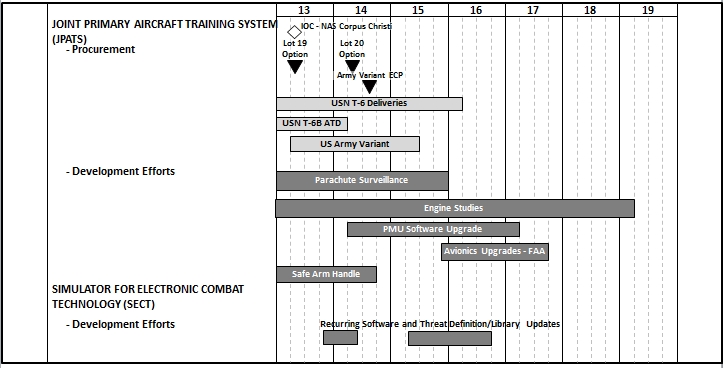 13 14 15 16 17 18 19
JOINT PRIMARY AIRCRAFT TRAINING SYSTEM
(JPATS)
IOC - NAS Corpus Christi
- Procurement
Lot 19
Option
Lot 20
Option
Army Variant ECP
USN T-6 Deliveries
USN T-6B ATD
US Army Variant
- Development Efforts
Parachute Surveillance
Engine Studies
PMU Software Upgrade
Avionics Upgrades - FAA
Safe Arm Handle
SIMULATOR FOR ELECTRONIC COMBAT
TECHNOLOGY (SECT)
- Development Efforts
Recurring Software and Threat Definition/Library Updates